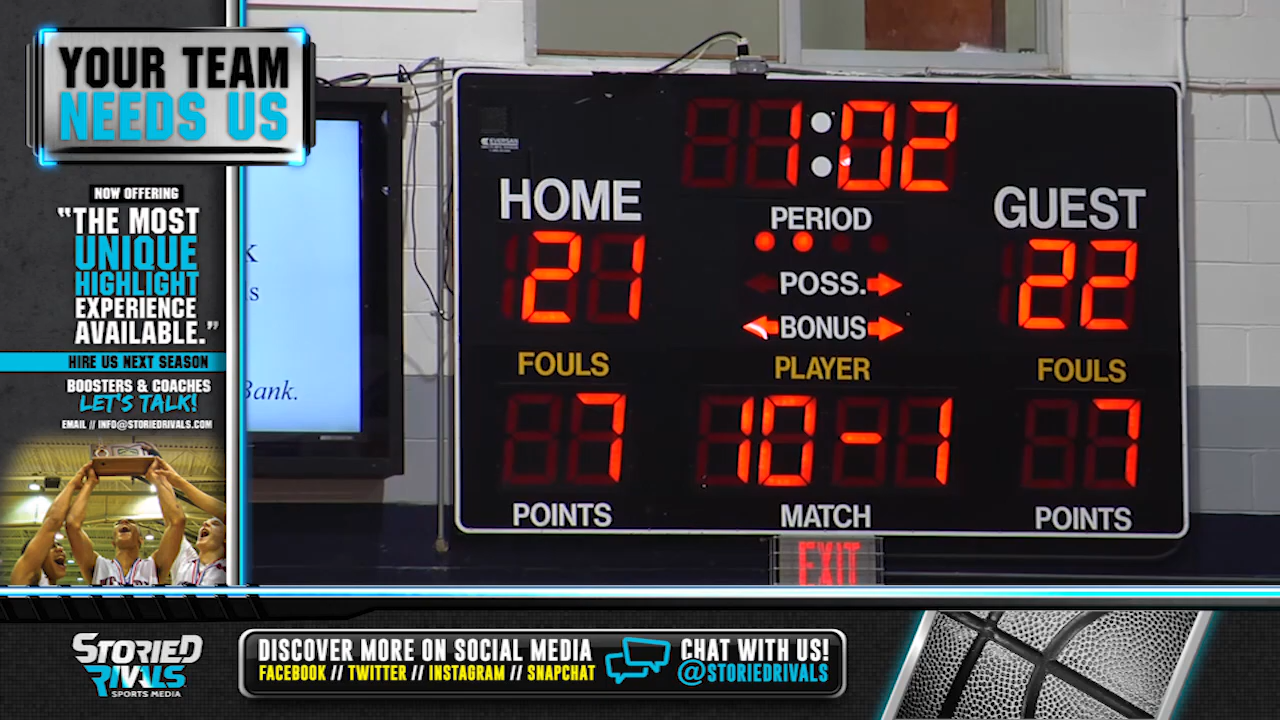 YOUR TEAM
NEEDS US
NOW OFFERING
“THE MOST
UNIQUE
HIGHLIGHT
EXPERIENCE
AVAILABLE.”
HIRE US NEXT SEASON
BOOSTERS & COACHES
LET'S TALK!
EMAIL // INFO@STORIEDRIVALS.COM
Bank.
1:02
HOME
PERIOD
GUEST
21
22
POSS.
BONUS
FOULS
PLAYER
FOULS
7
10-1
7
POINTS
MATCH
POINTS
EXIT
STORIED
RIVALS
SPORTS MEDIA
DISCOVER MORE ON SOCIAL MEDIA
FACEBOOK // TWITTER // INSTAGRAM // SNAPCHAT
CHAT WITH US!
@STORIEDRIVALS